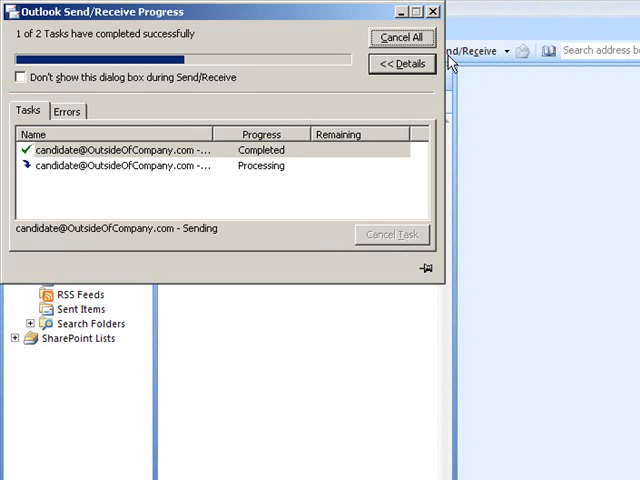 Outlook Send/Receive Progress
1 of 2 Tasks have completed successfully
Cancel All
<< Details
Don't show this dialog box during Send/Receive
nd/Receive
Search address b
Tasks
Errors
Name
Progress
Remaining
candidate@OutsideOfCompany.com -...
Completed
candidate@OutsideOfCompany.com -...
Processing
candidate@OutsideOfCompany.com - Sending
Cancel Task
RSS Feeds
Sent Items
Search Folders
SharePoint Lists